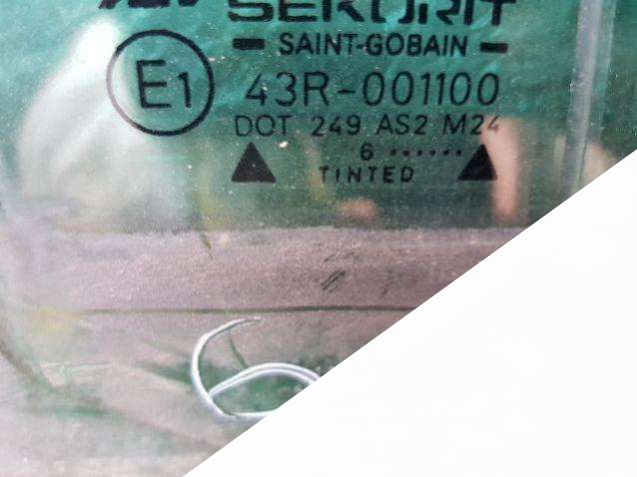 SEKURIT
SAINT-GOBAIN
E1 43R-001100
DOT 249 AS2 M24
6 ······
TINTED